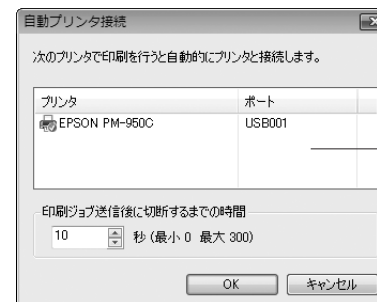 自動プリンタ接続
次のプリンタで印刷を行うと自動的にプリンタと接続します。
プリンタ ポート
EPSON PM-950C USB001
印刷ジョブ送信後に切断するまでの時間
10 秒 (最小 0 最大 300)
OK キャンセル